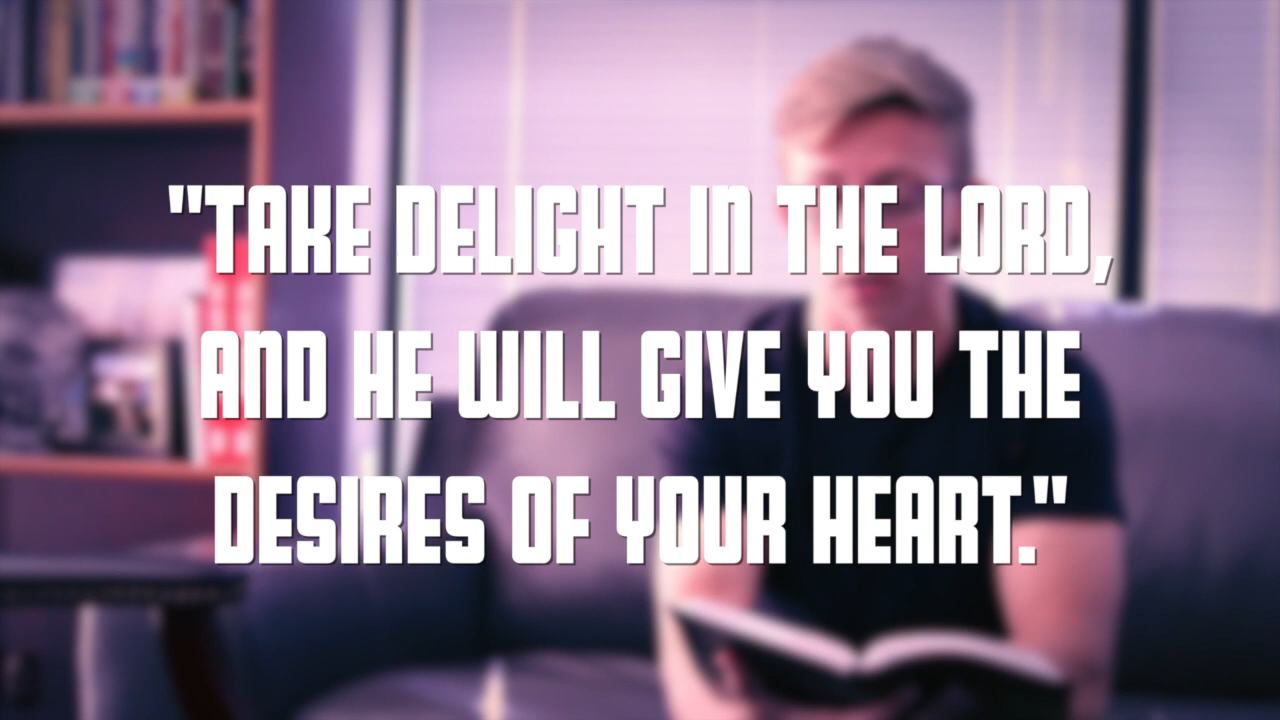 "TAKE DELIGHT IN THE LORD,
AND HE WILL GIVE YOU THE
DESIRES OF YOUR HEART."